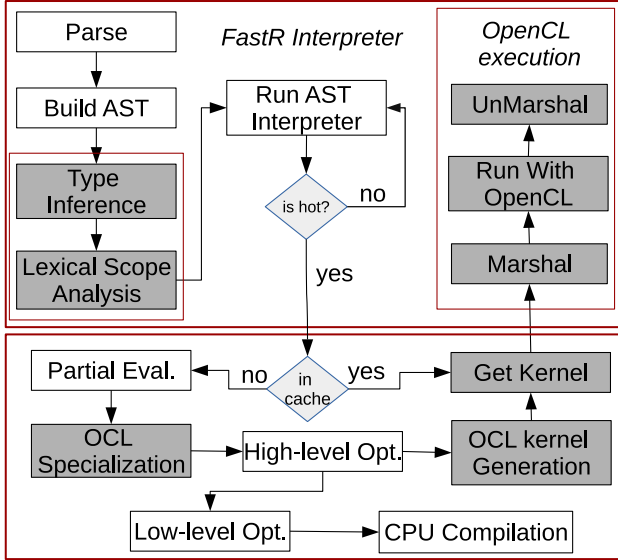 Parse
FastR Interpreter
OpenCL
execution
Build AST
Run AST
Interpreter
UnMarshal
Type
Inference
is hot?
no
Run With
OpenCL
Lexical Scope
Analysis
yes
Marshal
Partial Eval.
no
in
cache
yes
Get Kernel
OCL
Specialization
High-level Opt.
OCL kernel
Generation
Low-level Opt.
CPU Compilation